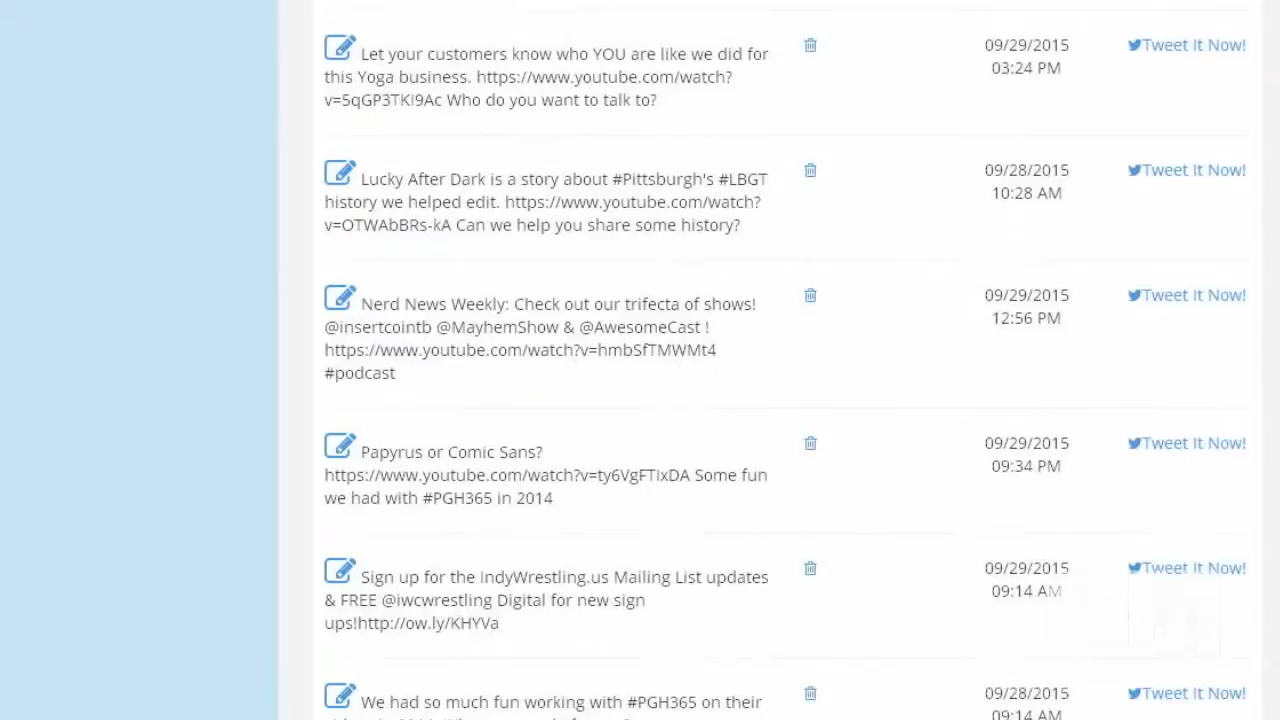 Let your customers know who YOU are like we did for
this Yoga business. https://www.youtube.com/watch?
v=5qGP3TKI9Ac Who do you want to talk to?
09/29/2015
03:24 PM
Tweet It Now!
Lucky After Dark is a story about #Pittsburgh's #LBGT
history we helped edit. https://www.youtube.com/watch?
v=OTWAbBRs-kA Can we help you share some history?
09/28/2015
10:28 AM
Tweet It Now!
Nerd News Weekly: Check out our trifecta of shows!
@insertcointb @MayhemShow & @AwesomeCast !
https://www.youtube.com/watch?v=hmbSfTMWMt4
#podcast
09/29/2015
12:56 PM
Tweet It Now!
Papyrus or Comic Sans?
https://www.youtube.com/watch?v=ty6VgFTIxDA Some fun
we had with #PGH365 in 2014
09/29/2015
09:34 PM
Tweet It Now!
Sign up for the IndyWrestling.us Mailing List updates
& FREE @iwcwrestling Digital for new sign
ups!http://ow.ly/KHYVa
09/29/2015
09:14 AM
Tweet It Now!
We had so much fun working with #PGH365 on their
09/28/2015
09:14 AM
Tweet It Now!